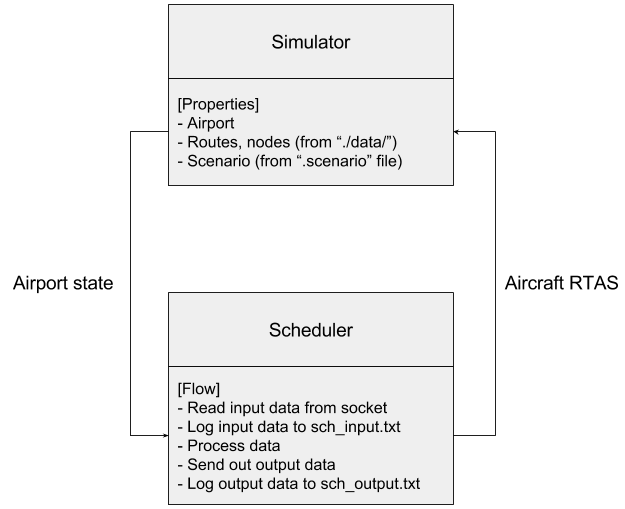 Simulator
[Properties]
- Airport
- Routes, nodes (from “./data/”)
- Scenario (from “.scenario” file)
Airport state
Aircraft RTAS
Scheduler
[Flow]
- Read input data from socket
- Log input data to sch_input.txt
- Process data
- Send out output data
- Log output data to sch_output.txt